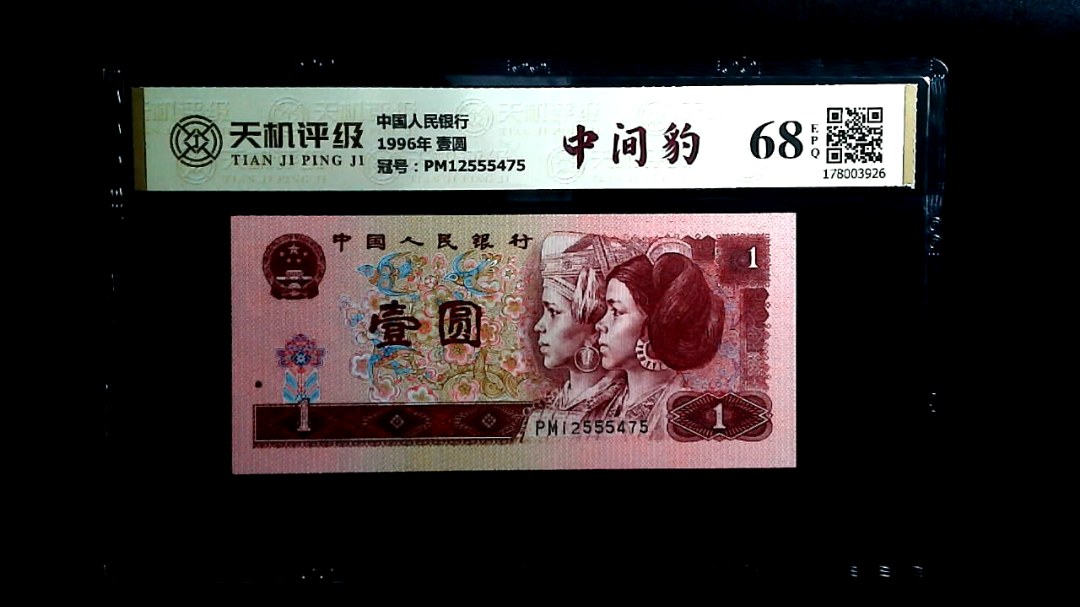 天机评级
TIAN JI PING JI
中国人民银行
1996年 壹圆
冠号：PM12555475
中间豹
68
EPQ
178003926
中国人民银行
1
壹圆
1
PM12555475
1